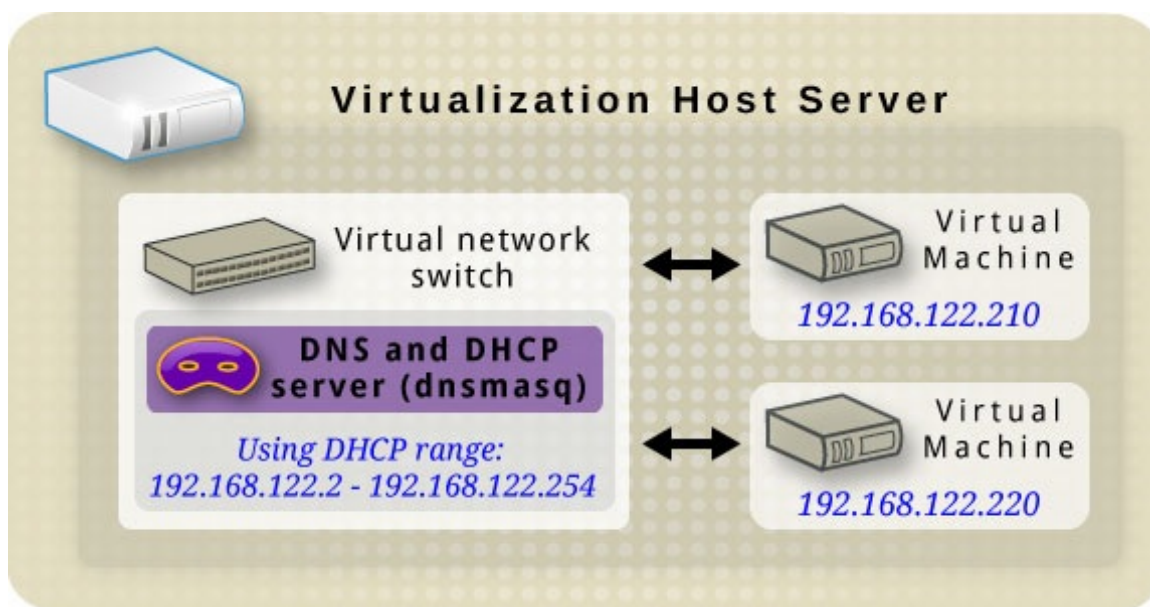 Virtualization Host Server
Virtual network
switch
DNS and DHCP
server (dnsmasq)
Using DHCP range:
192.168.122.2 - 192.168.122.254
Virtual
Machine
192.168.122.210
Virtual
Machine
192.168.122.220